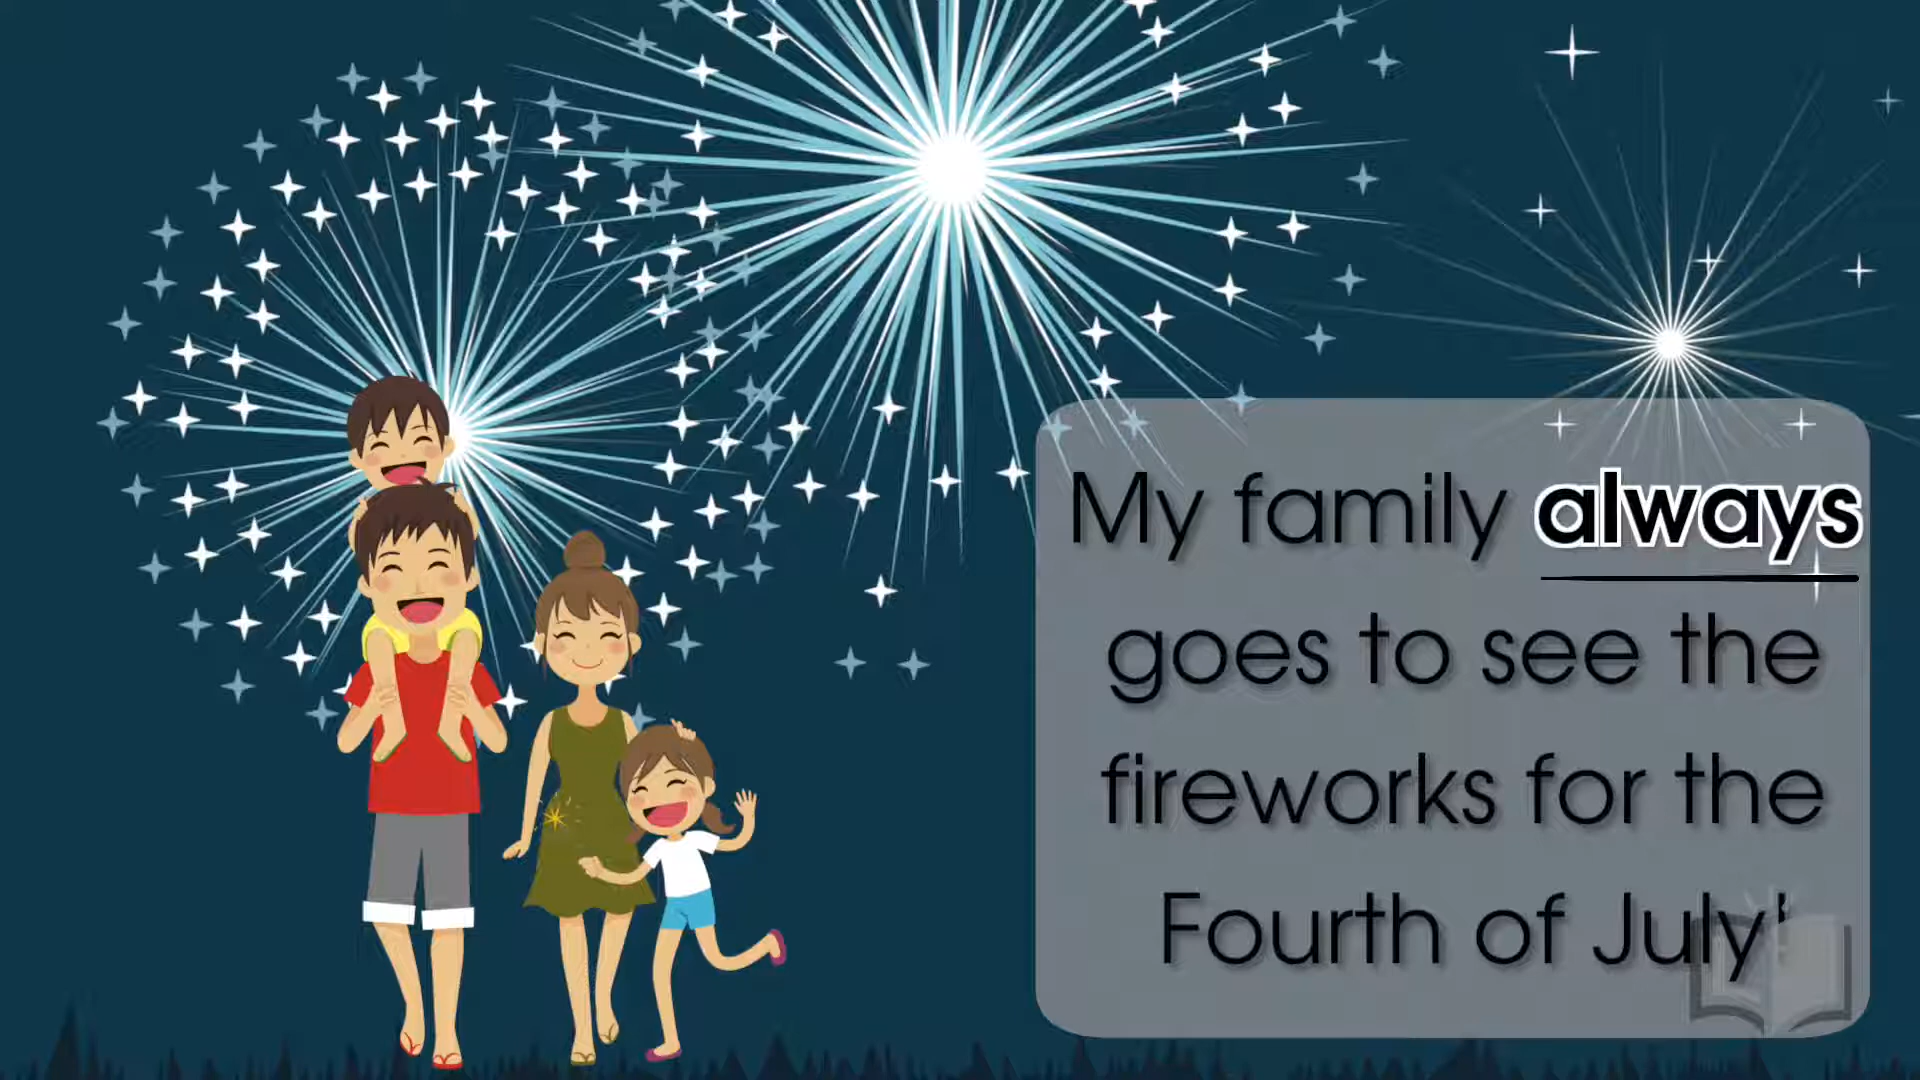 My family always
goes to see the
fireworks for the
Fourth of July!